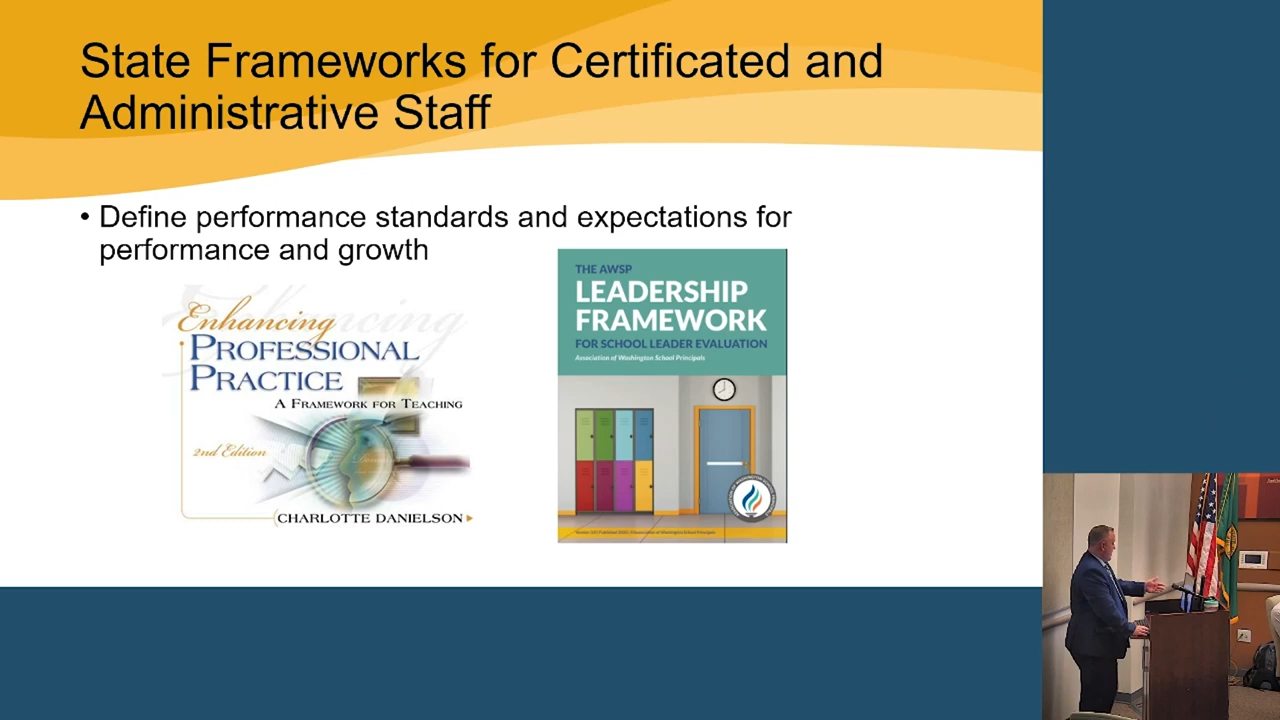 State Frameworks for Certificated and
Administrative Staff
• Define performance standards and expectations for
performance and growth
Enhancing
PROFESSIONAL
PRACTICE
A FRAMEWORK FOR TEACHING
2nd Edition
CHARLOTTE DANIELSON
THE AWSP
LEADERSHIP
FRAMEWORK
FOR SCHOOL LEADER EVALUATION
Association of Washington School Principals